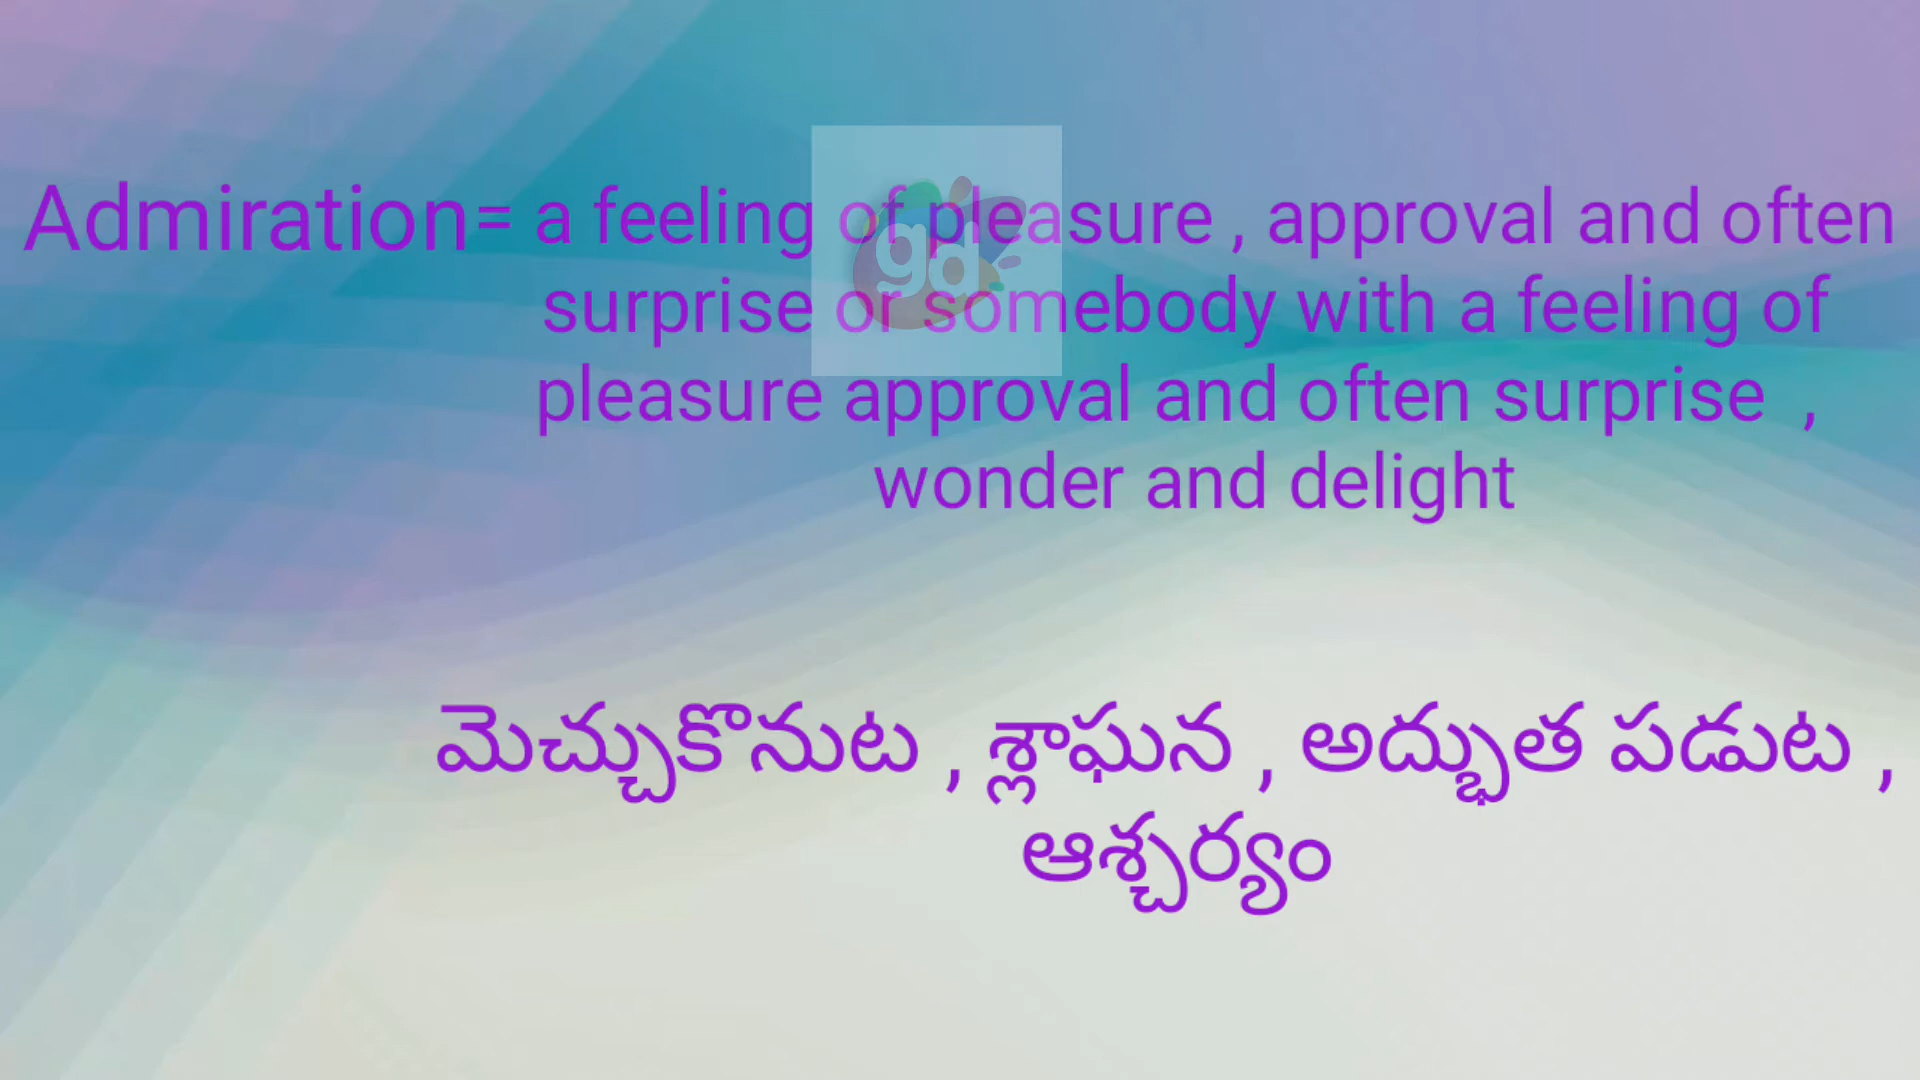 Admiration= a feeling of pleasure , approval and often
surprise or somebody with a feeling of
pleasure approval and often surprise  ,
wonder and delight
మెచ్చుకొనుట , శ్లాఘన , అద్భుత పడుట ,
ఆశ్చర్యం
gd